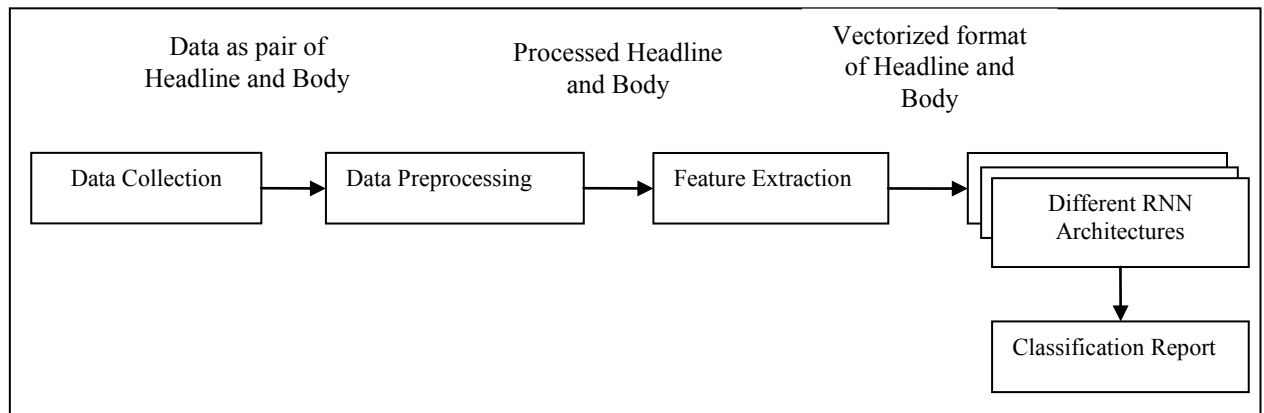 Data as pair of
Headline and Body
Processed Headline
and Body
Vectorized format
of Headline and
Body
Data Collection
Data Preprocessing
Feature Extraction
Different RNN
Architectures
Classification Report